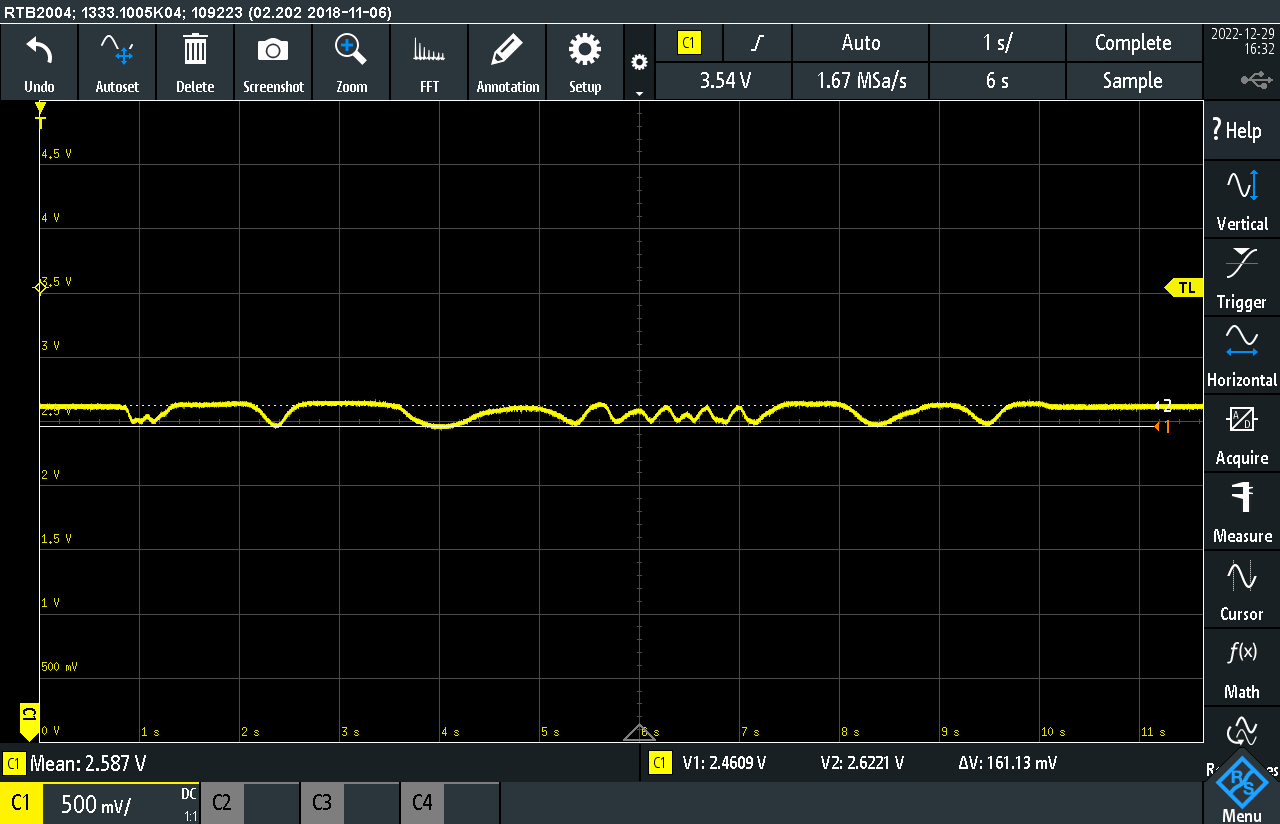 RTB2004; 1333.1005K04; 109223 (02.202 2018-11-06)
Undo
Autoset
Delete
Screenshot
Zoom
FFT
Annotation
Setup
C1
Auto
1 s/
Complete
3.54 V
1.67 MSa/s
6 s
Sample
2022-12-29
16:32
T
4.5 V
4 V
3.5 V
TL
3 V
2.5 V
2
1
2 V
1.5 V
1 V
500 mV
C1
0 V
1 s
2 s
3 s
4 s
5 s
6 s
7 s
8 s
9 s
10 s
11 s
? Help
Vertical
Trigger
Horizontal
A/D
Acquire
Measure
Cursor
f(x)
Math
R&S
Menu
C1 Mean: 2.587 V
C1 V1: 2.4609 V V2: 2.6221 V ΔV: 161.13 mV
C1 500 mV/ DC 1:1
C2
C3
C4